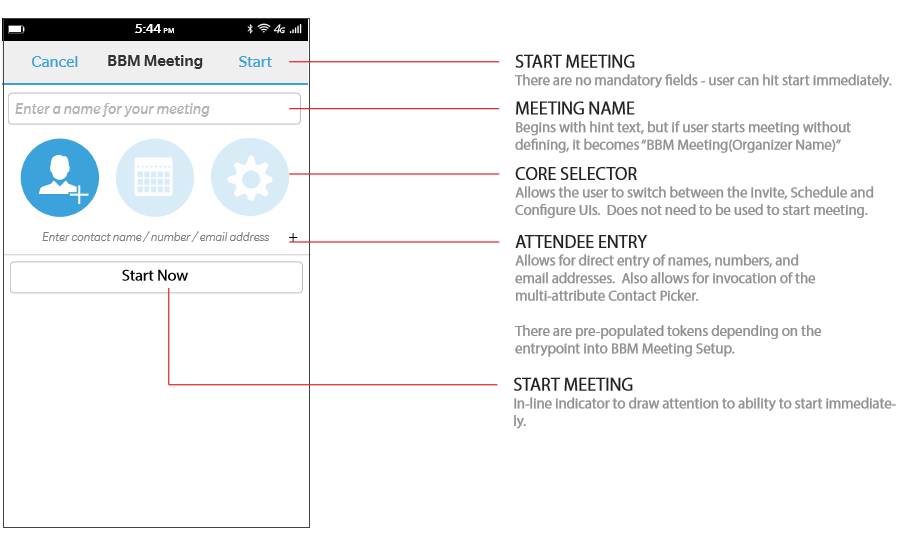 5:44 PM
4G
Cancel BBM Meeting Start
Enter a name for your meeting
Enter contact name / number / email address +
Start Now
START MEETING
There are no mandatory fields - user can hit start immediately.
MEETING NAME
Begins with hint text, but if user starts meeting without
defining, it becomes “BBM Meeting(Organizer Name)”
CORE SELECTOR
Allows the user to switch between the Invite, Schedule and
Configure UIs. Does not need to be used to start meeting.
ATTENDEE ENTRY
Allows for direct entry of names, numbers, and
email addresses. Also allows for invocation of the
multi-attribute Contact Picker.
There are pre-populated tokens depending on the
entrypoint into BBM Meeting Setup.
START MEETING
In-line indicator to draw attention to ability to start immediate-
ly.